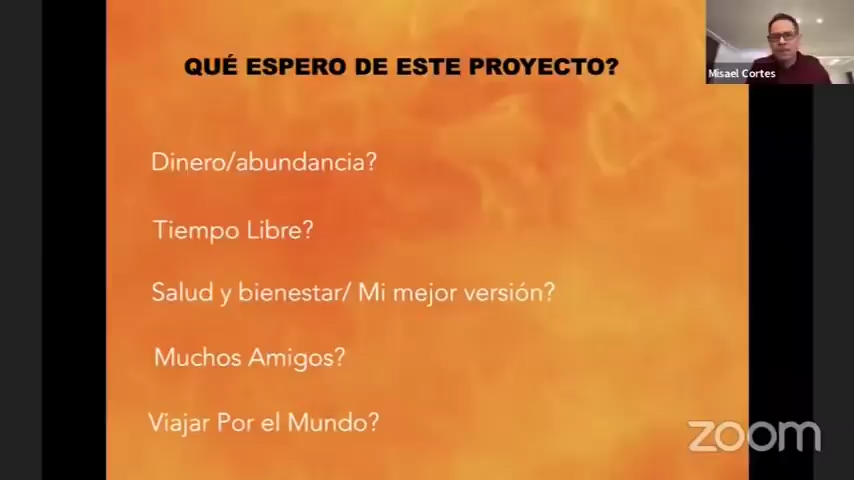 QUÉ ESPERO DE ESTE PROYECTO?
Misael Cortes
Dinero/abundancia?
Tiempo Libre?
Salud y bienestar/ Mi mejor versión?
Muchos Amigos?
Viajar Por el Mundo?
zoom